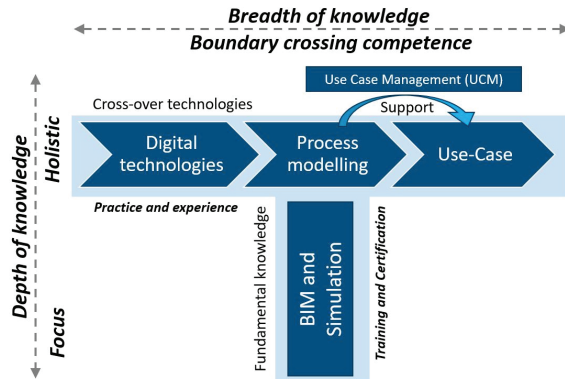 Breadth of knowledge
Boundary crossing competence
Use Case Management (UCM)
Cross-over technologies
Support
Depth of knowledge
Holistic
Focus
Digital
technologies
Process
modelling
Use-Case
Practice and experience
Fundamental knowledge
BIM and
Simulation
Training and Certification